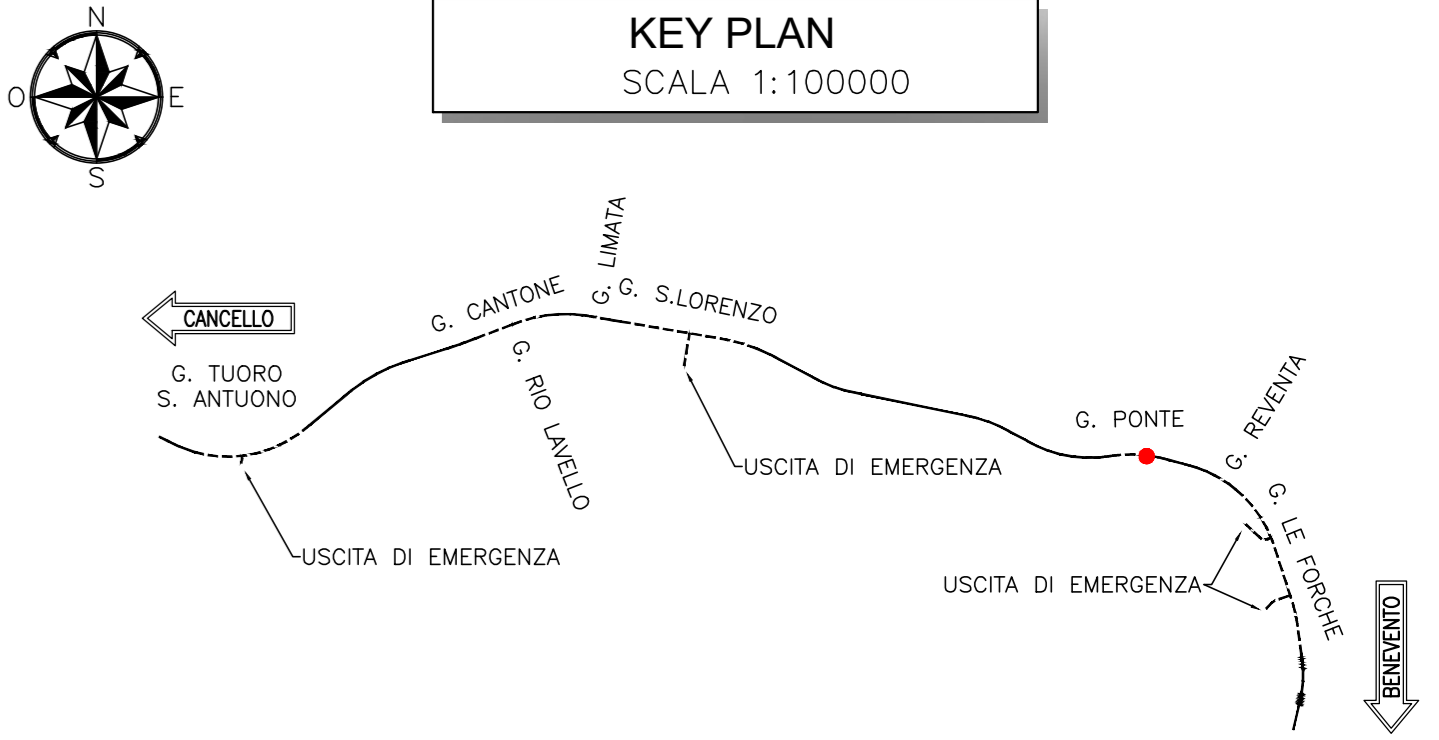 N
O
E
S
KEY PLAN
SCALA 1:100000
CANCELLO
G. TUORO
S. ANTUONO
G. CANTONE
G. LIMATA
G. S.LORENZO
G. RIO LAVELLO
USCITA DI EMERGENZA
USCITA DI EMERGENZA
G. PONTE
G. REVENTA
G. LE FORCHE
USCITA DI EMERGENZA
BENEVENTO